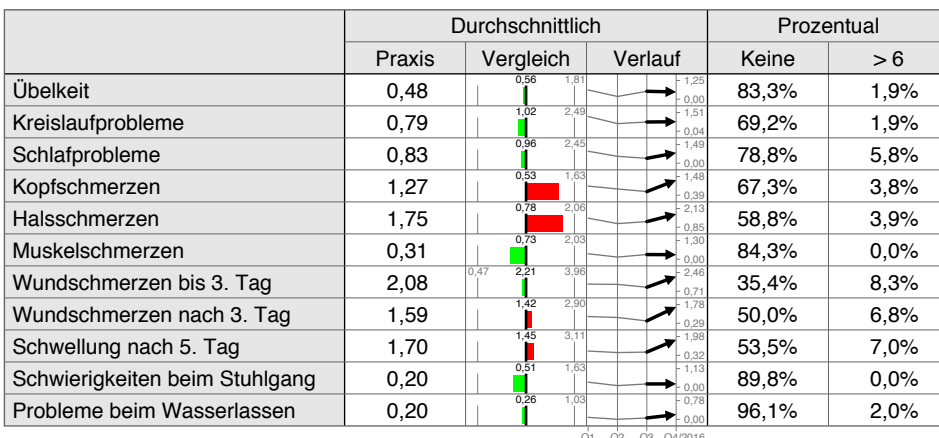 Durchschnittlich Prozentual
Praxis Vergleich Verlauf Keine > 6
Übelkeit 0,48 0,56 1,81 1,25 0,00 83,3% 1,9%
Kreislaufprobleme 0,79 1,02 2,49 1,51 0,04 69,2% 1,9%
Schlafprobleme 0,83 0,96 2,45 1,49 0,00 78,8% 5,8%
Kopfschmerzen 1,27 0,53 1,63 1,48 0,39 67,3% 3,8%
Halsschmerzen 1,75 0,78 2,06 2,13 0,85 58,8% 3,9%
Muskelschmerzen 0,31 0,73 2,03 1,30 0,00 84,3% 0,0%
Wundschmerzen bis 3. Tag 2,08 0,47 2,21 3,96 2,46 0,71 35,4% 8,3%
Wundschmerzen nach 3. Tag 1,59 1,42 2,90 1,78 0,29 50,0% 6,8%
Schwellung nach 5. Tag 1,70 1,45 3,11 1,98 0,32 53,5% 7,0%
Schwierigkeiten beim Stuhlgang 0,20 0,51 1,63 1,13 0,00 89,8% 0,0%
Probleme beim Wasserlassen 0,20 0,26 1,03 0,78 0,00 96,1% 2,0%
Q1 Q2 Q3 Q4/2016